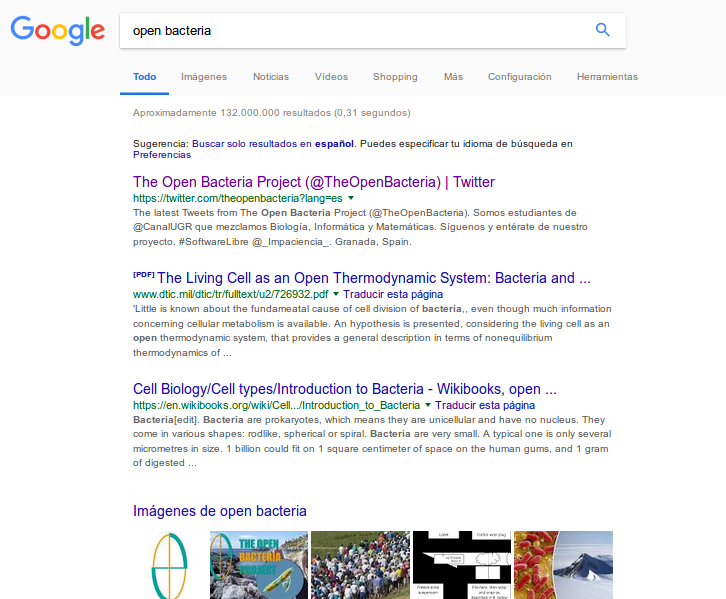 Google
open bacteria
Todo Imágenes Noticias Vídeos Shopping Más Configuración Herramientas
Aproximadamente 132.000.000 resultados (0,31 segundos)
Sugerencia: Buscar solo resultados en español. Puedes especificar tu idioma de búsqueda en
Preferencias
The Open Bacteria Project (@TheOpenBacteria) | Twitter
https://twitter.com/theopenbacteria?lang=es
The latest Tweets from The Open Bacteria Project (@TheOpenBacteria). Somos estudiantes de
@CanalUGR que mezclamos Biología, Informática y Matemáticas. Síguenos y entérate de nuestro
proyecto. #SoftwareLibre @_Impaciencia_. Granada, Spain.
[PDF] The Living Cell as an Open Thermodynamic System: Bacteria and ...
www.dtic.mil/dtic/tr/fulltext/u2/726932.pdf Traducir esta página
'Little is known about the fundameatal cause of cell division of bacteria,, even though much information
concerning cellular metabolism is available. An hypothesis is presented, considering the living cell as an
open thermodynamic system, that provides a general description in terms of nonequilibrium
thermodynamics of ...
Cell Biology/Cell types/Introduction to Bacteria - Wikibooks, open ...
https://en.wikibooks.org/wiki/Cell.../Introduction_to_Bacteria Traducir esta página
Bacteria[edit]. Bacteria are prokaryotes, which means they are unicellular and have no nucleus. They
come in various shapes: rodlike, spherical or spiral. Bacteria are very small. A typical one is only several
micrometres in size. 1 billion could fit on 1 square centimeter of space on the human gums, and 1 gram
of digested ...
Imágenes de open bacteria
THE OPEN
BACTERIA
PROJECT